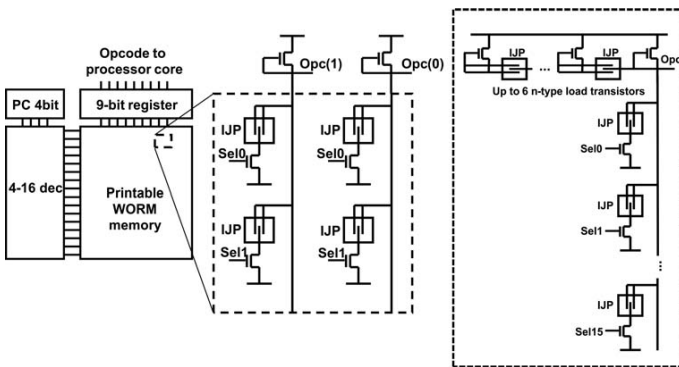 Opcode to
processor core
PC 4bit
9-bit register
4-16 dec
Printable
WORM
memory
Opc(1)
Opc(0)
IJP
IJP
Sel0
Sel0
IJP
IJP
Sel1
Sel1
IJP
...
IJP
Opc
Up to 6 n-type load transistors
IJP
Sel0
IJP
Sel1
...
IJP
Sel15